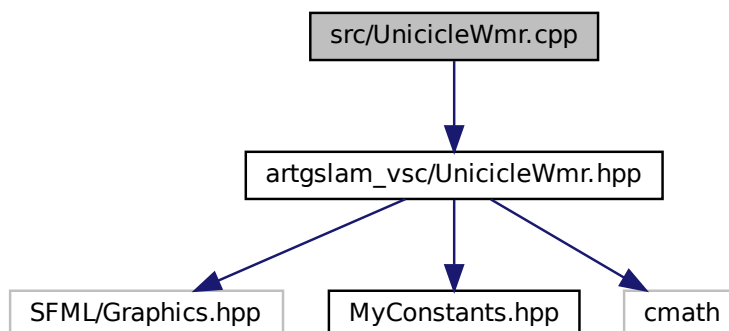 src/UnicicleWmr.cpp
artgslam_vsc/UnicicleWmr.hpp
SFML/Graphics.hpp
MyConstants.hpp
cmath